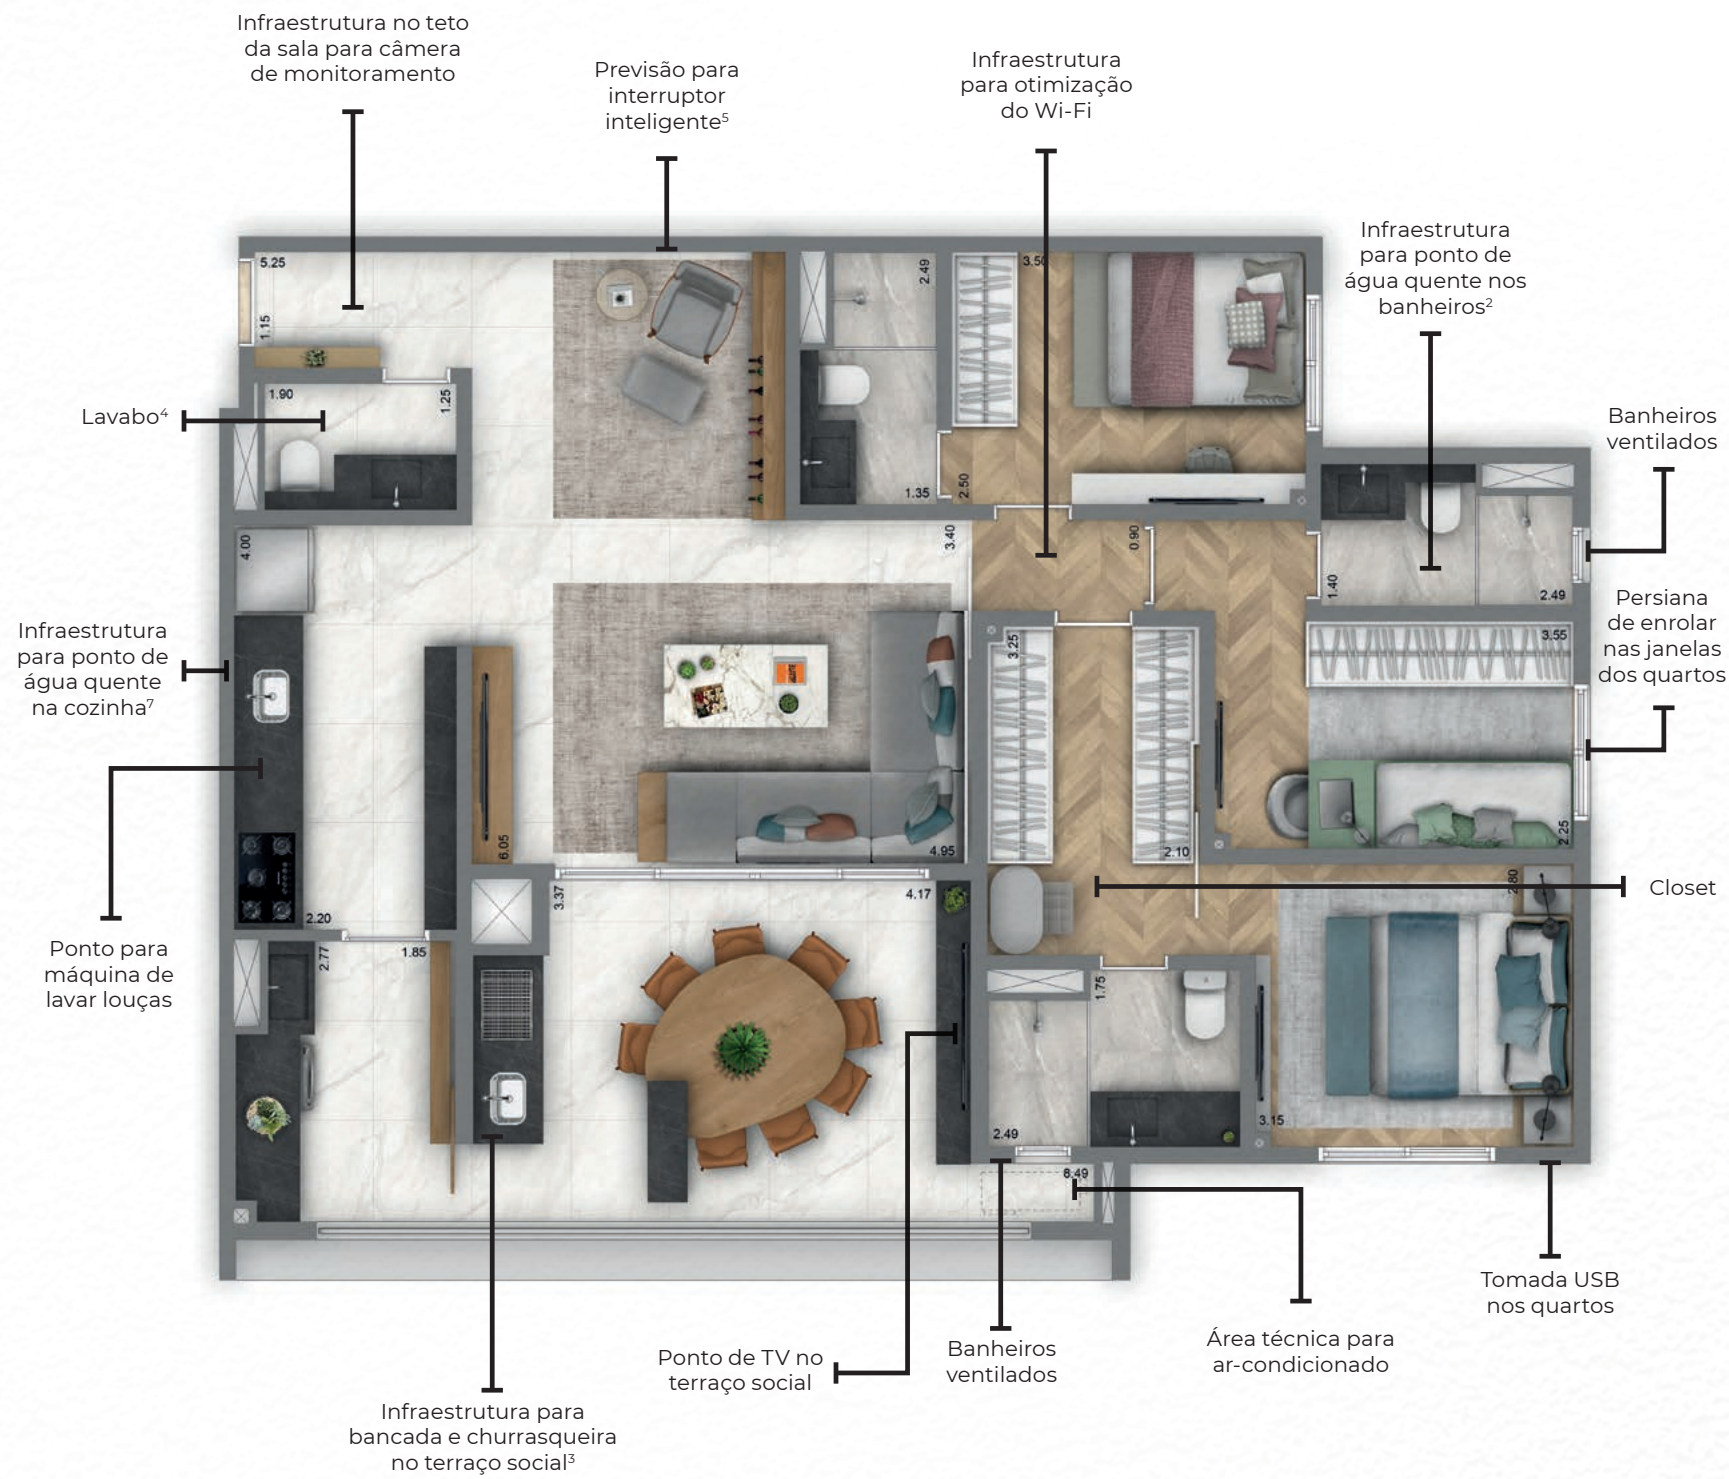 Infraestrutura no teto
da sala para câmera
de monitoramento
Previsão para
interruptor
inteligente⁵
Infraestrutura
para otimização
do Wi-Fi
Infraestrutura
para ponto de
água quente nos
banheiros²
Banheiros
ventilados
Persiana
de enrolar
nas janelas
dos quartos
Closet
Tomada USB
nos quartos
Área técnica para
ar-condicionado
Banheiros
ventilados
Ponto de TV no
terraço social
Infraestrutura para
bancada e churrasqueira
no terraço social³
Ponto para
máquina de
lavar louças
Infraestrutura
para ponto de
água quente
na cozinha⁷
Lavabo⁴
5.25
1.15
1.90
1.25
2.49
1.35
3.50
2.50
4.00
3.40
0.90
1.40
2.49
3.25
3.55
2.10
2.25
6.05
4.95
2.80
3.37
4.17
2.20
2.77
1.85
1.75
2.49
3.15
8.49